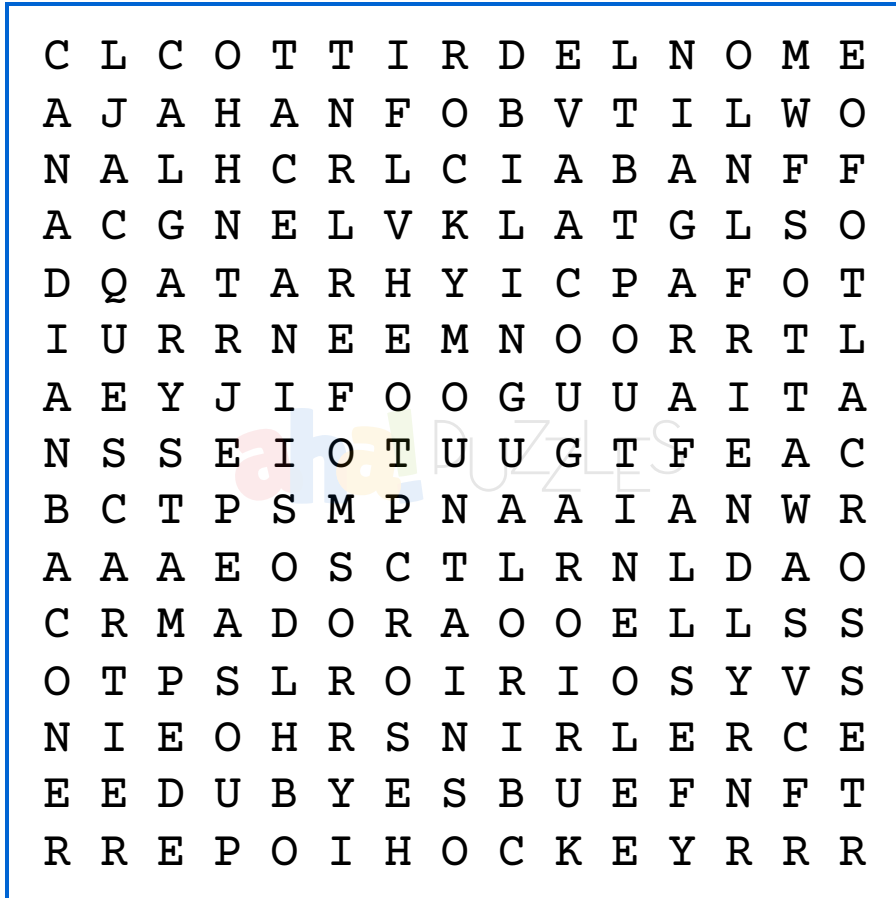 C L C O T T I R D E L N O M E
A J A H A N F O B V T I L W O
N A L H C R L C I A B A N F F
A C G N E L V K L A T G L S O
D Q A T A R H Y I C P A F O T
I U R R N E E M N O O R R T L
A E Y J I F O O G U U A I T A
N S S E I O T U U G T F E A C
B C T P S M P N A A I A N W R
A A A E O S C T L R N L D A O
C R M A D O R A O O E L L S S
O T P S L R O I R I O S Y V S
N I E O H R S N I R L E R C E
E E D U B Y E S B U E F N F T
R R E P O I H O C K E Y R R R
aha! PUZZLES